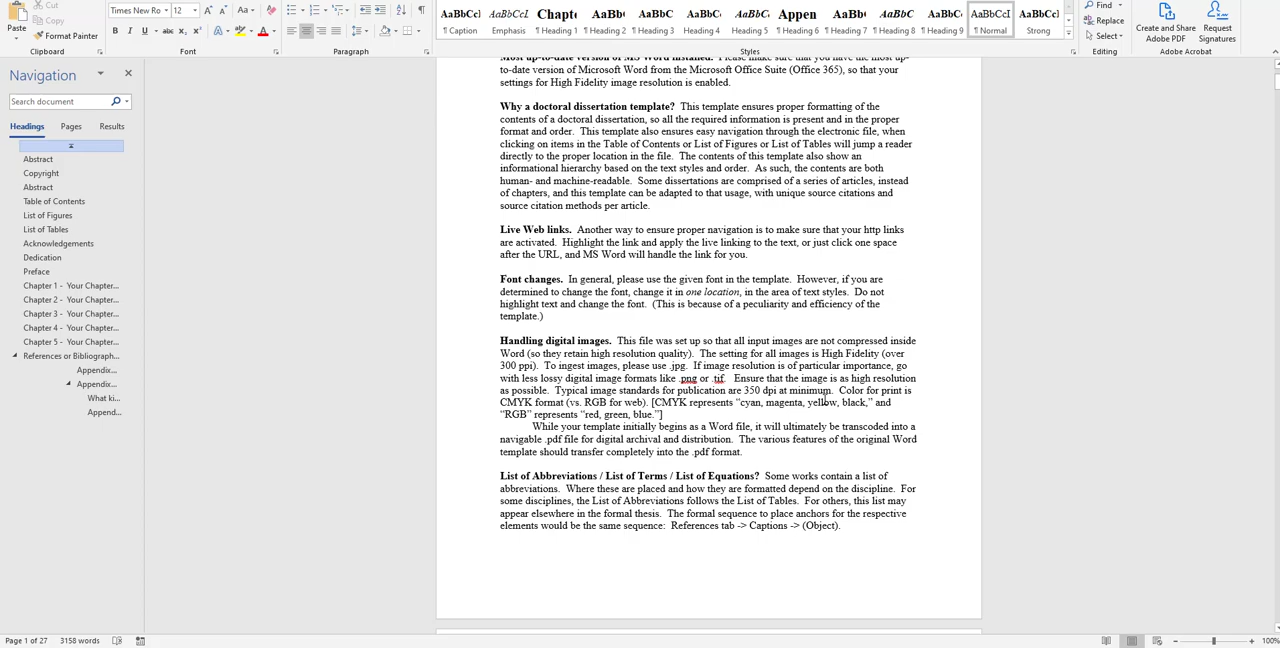 Cut
Copy
Paste
Format Painter
Clipboard
Times New Ro
12
Aa
B I U abc x₂ x² A A
Font
Paragraph
AaBbCcI AaBbCcL Chapte AaBb( AaBbC AaBbCc AaBbCc Appen AaBb( AaBbC AaBbC AaBbCcI AaBbCc
¶ Caption Emphasis ¶ Heading 1 ¶ Heading 2 ¶ Heading 3 Heading 4 ¶ Heading 5 ¶ Heading 6 ¶ Heading 7 ¶ Heading 8 ¶ Heading 9 ¶ Normal Strong
Styles
Find
Replace
Select
Editing
Create and Share
Adobe PDF
Request
Signatures
Adobe Acrobat
Navigation
Search document
Headings Pages Results
Abstract
Copyright
Abstract
Table of Contents
List of Figures
List of Tables
Acknowledgements
Dedication
Preface
Chapter 1 - Your Chapter...
Chapter 2 - Your Chapter...
Chapter 3 - Your Chapter...
Chapter 4 - Your Chapter...
Chapter 5 - Your Chapter...
References or Bibliograph...
Appendix...
Appendix...
What ki...
Append...
Most up-to-date version of MS Word installed. Please make sure that you have the most up-
to-date version of Microsoft Word from the Microsoft Office Suite (Office 365), so that your
settings for High Fidelity image resolution is enabled.
Why a doctoral dissertation template? This template ensures proper formatting of the
contents of a doctoral dissertation, so all the required information is present and in the proper
format and order. This template also ensures easy navigation through the electronic file, when
clicking on items in the Table of Contents or List of Figures or List of Tables will jump a reader
directly to the proper location in the file. The contents of this template also show an
informational hierarchy based on the text styles and order. As such, the contents are both
human- and machine-readable. Some dissertations are comprised of a series of articles, instead
of chapters, and this template can be adapted to that usage, with unique source citations and
source citation methods per article.
Live Web links. Another way to ensure proper navigation is to make sure that your http links
are activated. Highlight the link and apply the live linking to the text, or just click one space
after the URL, and MS Word will handle the link for you.
Font changes. In general, please use the given font in the template. However, if you are
determined to change the font, change it in one location, in the area of text styles. Do not
highlight text and change the font. (This is because of a peculiarity and efficiency of the
template.)
Handling digital images. This file was set up so that all input images are not compressed inside
Word (so they retain high resolution quality). The setting for all images is High Fidelity (over
300 ppi). To ingest images, please use .jpg. If image resolution is of particular importance, go
with less lossy digital image formats like .png or .tif. Ensure that the image is as high resolution
as possible. Typical image standards for publication are 350 dpi at minimum. Color for print is
CMYK format (vs. RGB for web). [CMYK represents “cyan, magenta, yellow, black,” and
“RGB” represents “red, green, blue.”]
While your template initially begins as a Word file, it will ultimately be transcoded into a
navigable .pdf file for digital archival and distribution. The various features of the original Word
template should transfer completely into the .pdf format.
List of Abbreviations / List of Terms / List of Equations? Some works contain a list of
abbreviations. Where these are placed and how they are formatted depend on the discipline. For
some disciplines, the List of Abbreviations follows the List of Tables. For others, this list may
appear elsewhere in the formal thesis. The formal sequence to place anchors for the respective
elements would be the same sequence: References tab -> Captions -> (Object).
Page 1 of 27 3158 words
100%